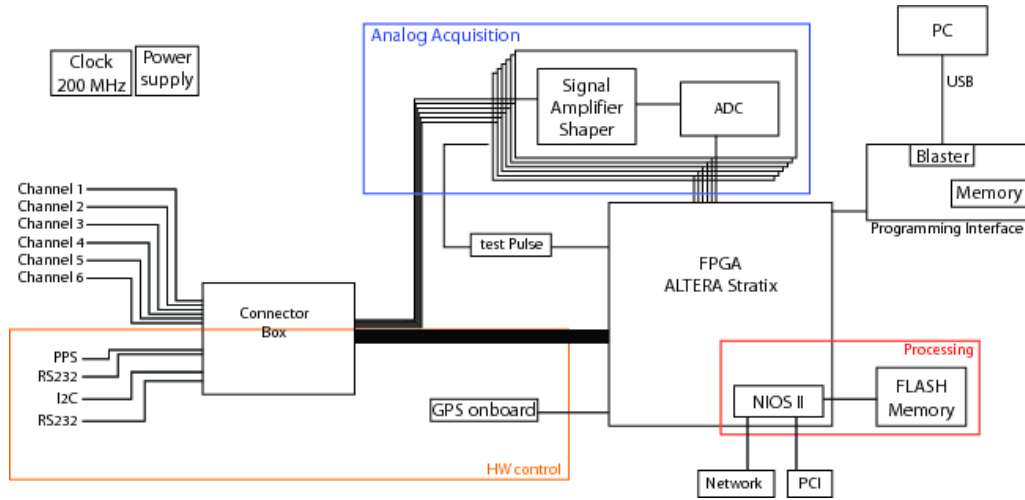 Analog Acquisition
PC
Clock
200 MHz
Power
supply
Signal
Amplifier
Shaper
ADC
USB
Blaster
Memory
Programming Interface
Channel 1
Channel 2
Channel 3
Channel 4
Channel 5
Channel 6
test Pulse
FPGA
ALTERA Stratix
Connector
Box
PPS
RS232
I2C
RS232
Processing
GPS onboard
NIOS II
FLASH
Memory
HW control
Network
PCI